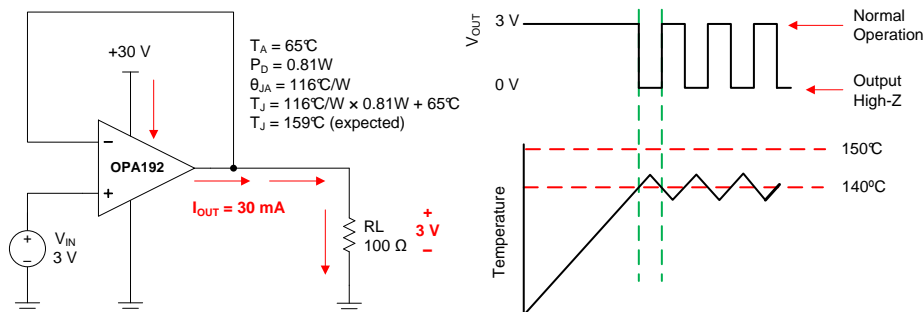 +30 V
T_A = 65℃
P_D = 0.81W
θ_JA = 116℃/W
T_J = 116℃/W × 0.81W + 65℃
T_J = 159℃ (expected)
−
OPA192
+
I_OUT = 30 mA
+
−
V_IN
3 V
RL
100 Ω
+
3 V
−
V_OUT
3 V
0 V
Normal
Operation
Output
High-Z
Temperature
150℃
140ºC